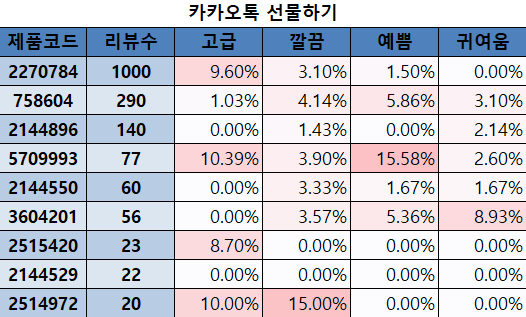 카카오톡 선물하기
제품코드 리뷰수 고급 깔끔 예쁨 귀여움
2270784 1000 9.60% 3.10% 1.50% 0.00%
758604 290 1.03% 4.14% 5.86% 3.10%
2144896 140 0.00% 1.43% 0.00% 2.14%
5709993 77 10.39% 3.90% 15.58% 2.60%
2144550 60 0.00% 3.33% 1.67% 1.67%
3604201 56 0.00% 3.57% 5.36% 8.93%
2515420 23 8.70% 0.00% 0.00% 0.00%
2144529 22 0.00% 0.00% 0.00% 0.00%
2514972 20 10.00% 15.00% 0.00% 0.00%